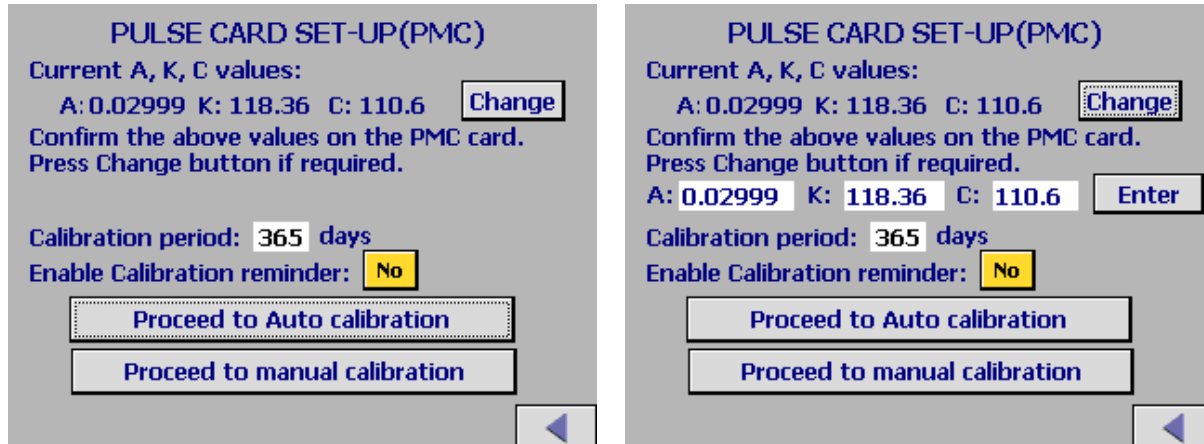 PULSE CARD SET-UP(PMC)
Current A, K, C values:
A: 0.02999 K: 118.36 C: 110.6 Change
Confirm the above values on the PMC card.
Press Change button if required.
Calibration period: 365 days
Enable Calibration reminder: No
Proceed to Auto calibration
Proceed to manual calibration
PULSE CARD SET-UP(PMC)
Current A, K, C values:
A: 0.02999 K: 118.36 C: 110.6 Change
Confirm the above values on the PMC card.
Press Change button if required.
A: 0.02999 K: 118.36 C: 110.6 Enter
Calibration period: 365 days
Enable Calibration reminder: No
Proceed to Auto calibration
Proceed to manual calibration